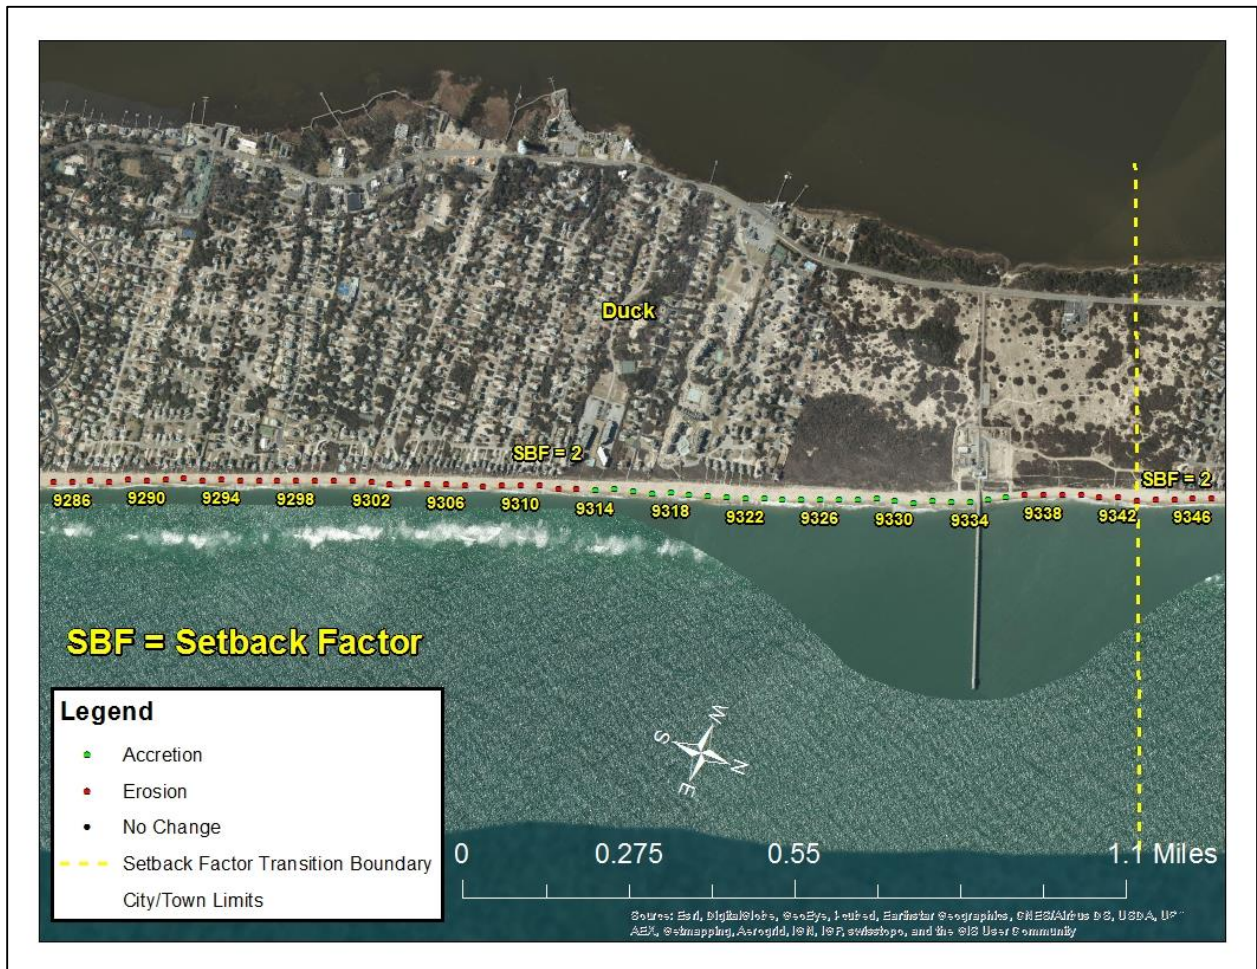 Duck
SBF = 2
SBF = 2
9286 9290 9294 9298 9302 9306 9310 9314 9318 9322 9326 9330 9334 9338 9342 9346
SBF = Setback Factor
W
S
N
E
Legend
Accretion
Erosion
No Change
Setback Factor Transition Boundary
City/Town Limits
0 0.275 0.55 1.1 Miles
Source: Esri, DigitalGlobe, GeoEye, i-cubed, Earthstar Geographics, CNES/Airbus DS, USDA,
AEX, Getmapping, Aerogrid, IGN, IGP, swisstopo, and the GIS User Community